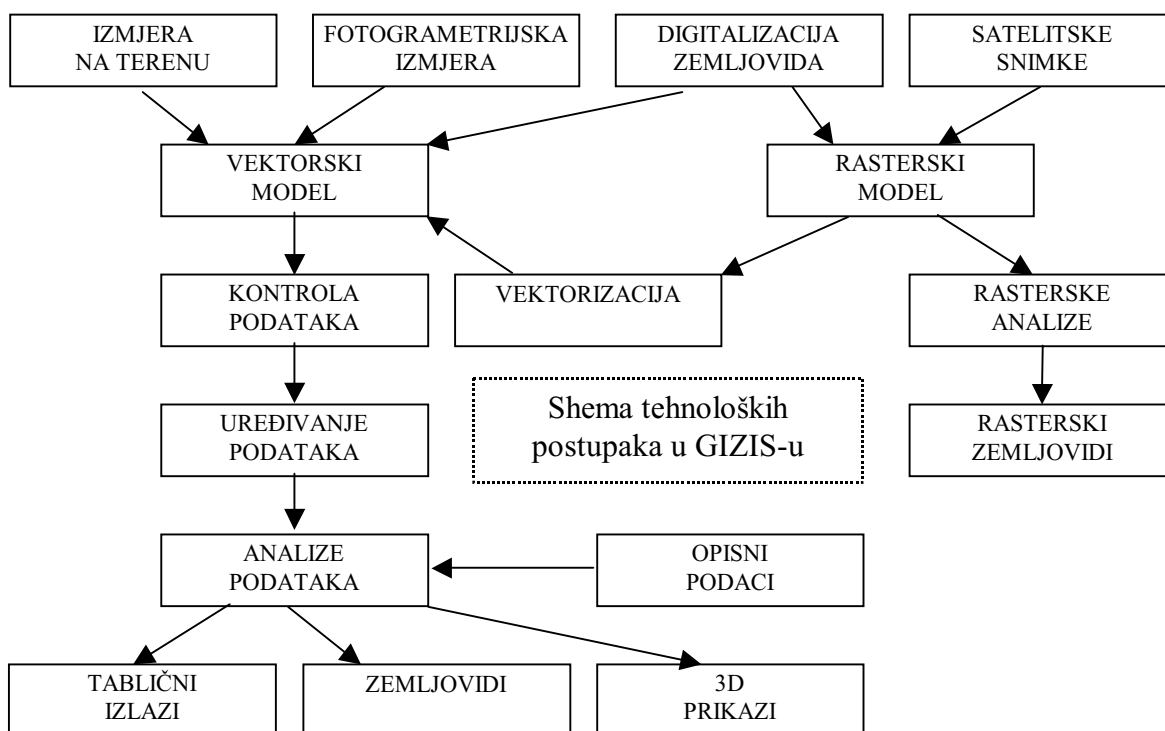 IZMJERA
NA TERENU
FOTOGRAMETRIJSKA
IZMJERA
DIGITALIZACIJA
ZEMLJOVIDA
SATELITSKE
SNIMKE
VEKTORSKI
MODEL
RASTERSKI
MODEL
KONTROLA
PODATAKA
VEKTORIZACIJA
RASTERSKE
ANALIZE
UREĐIVANJE
PODATAKA
Shema tehnoloških
postupaka u GIZIS-u
RASTERSKI
ZEMLJOVIDI
ANALIZE
PODATAKA
OPISNI
PODACI
TABLIČNI
IZLAZI
ZEMLJOVIDI
3D
PRIKAZI